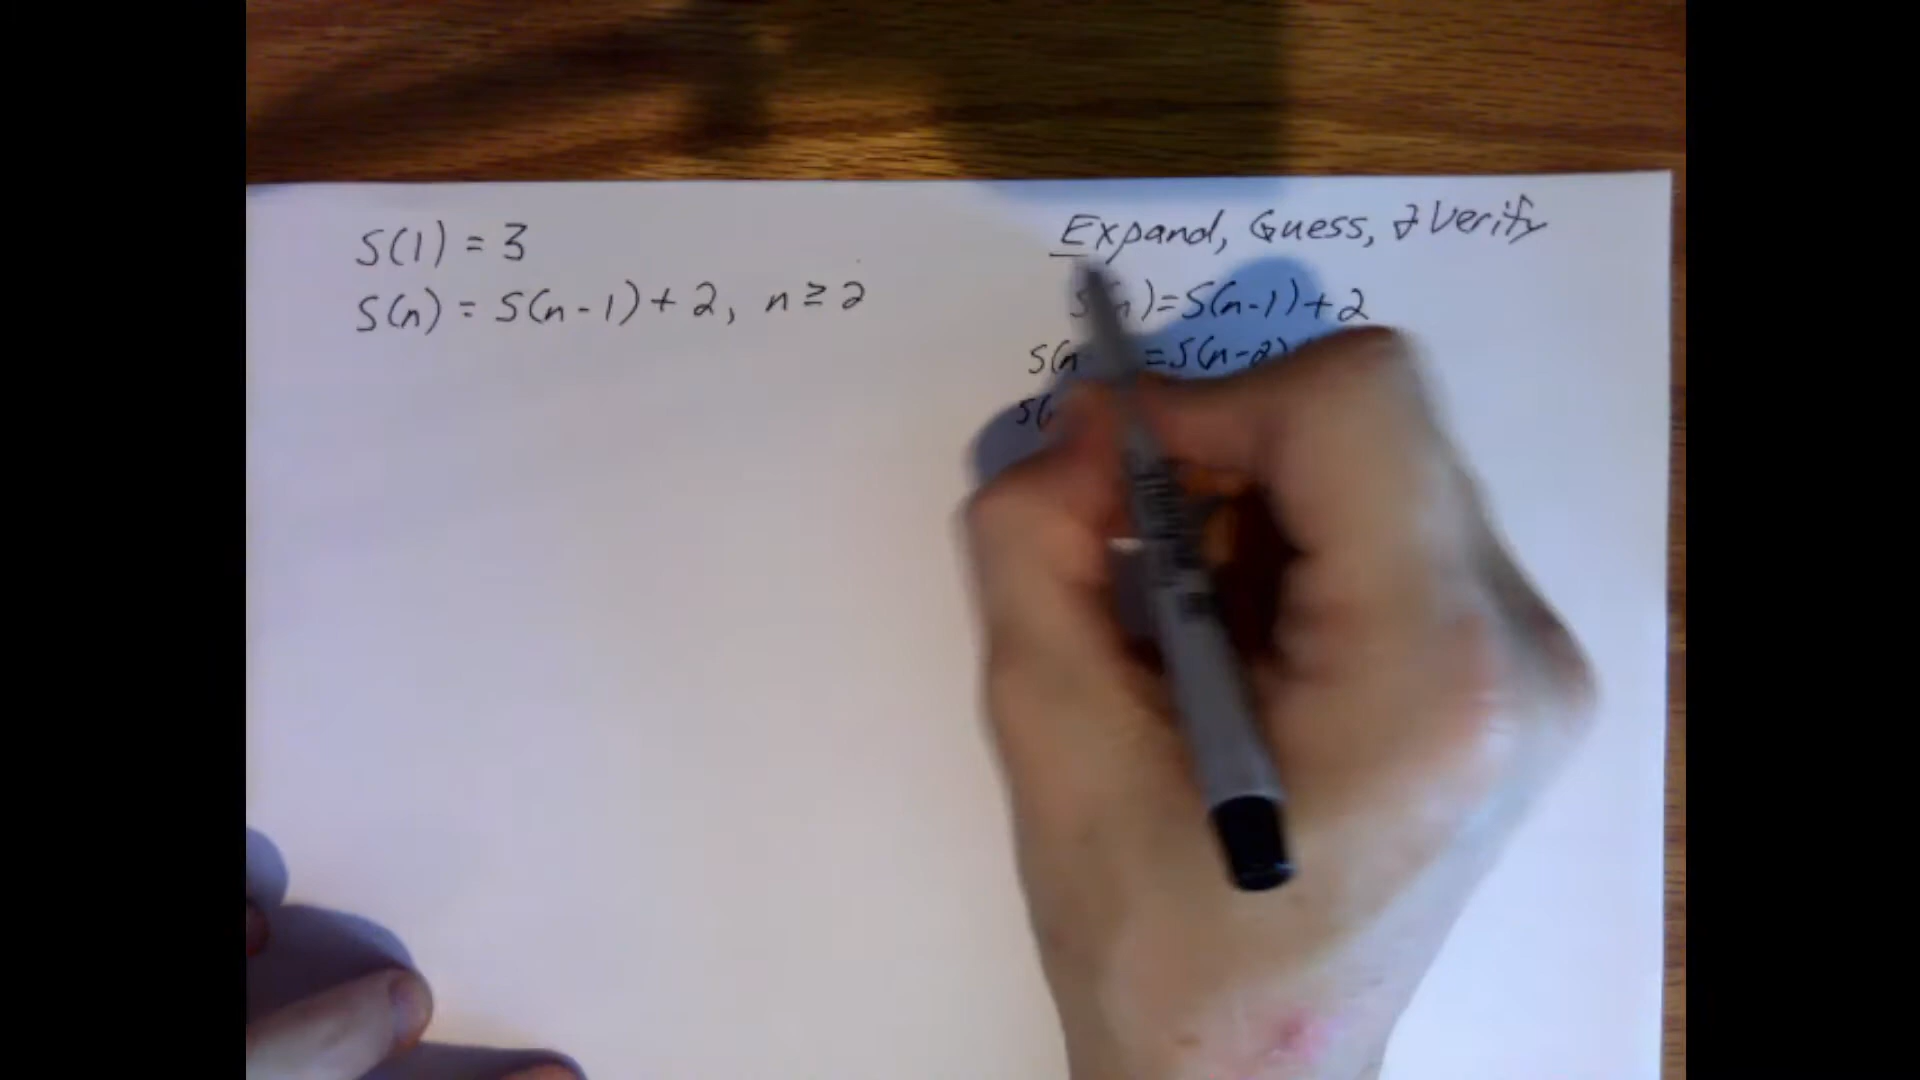 S(1) = 3
S(n) = S(n-1) + 2, n ≥ 2
Expand, Guess, & Verify
S(n) = S(n-1) + 2
S(n = S(n-2)
S(